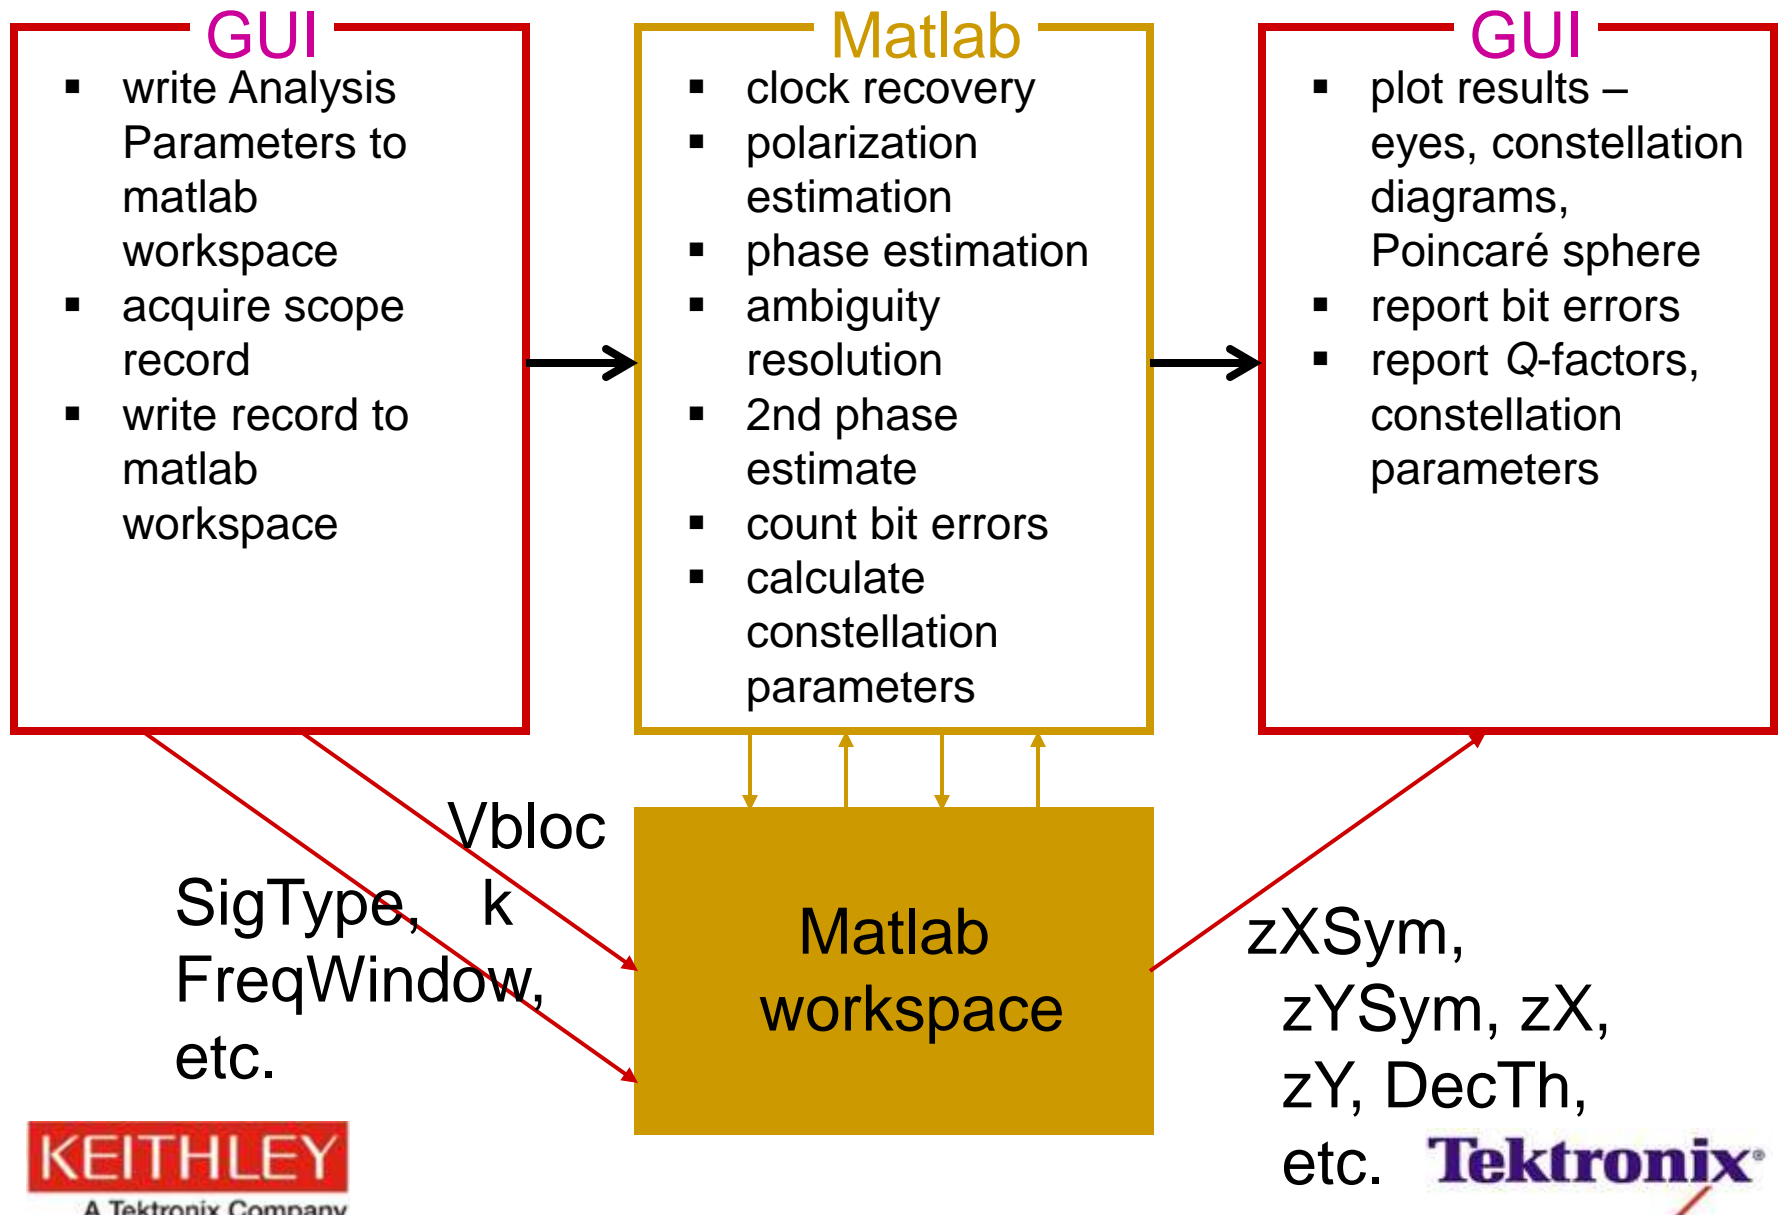 GUI
write Analysis
Parameters to
matlab
workspace
acquire scope
record
write record to
matlab
workspace
Matlab
clock recovery
polarization
estimation
phase estimation
ambiguity
resolution
2nd phase
estimate
count bit errors
calculate
constellation
parameters
GUI
plot results –
eyes, constellation
diagrams,
Poincaré sphere
report bit errors
report Q-factors,
constellation
parameters
Vbloc
k
SigType,
FreqWindow,
etc.
Matlab
workspace
zXSym,
zYSym, zX,
zY, DecTh,
etc.
KEITHLEY
A Tektronix Company
Tektronix